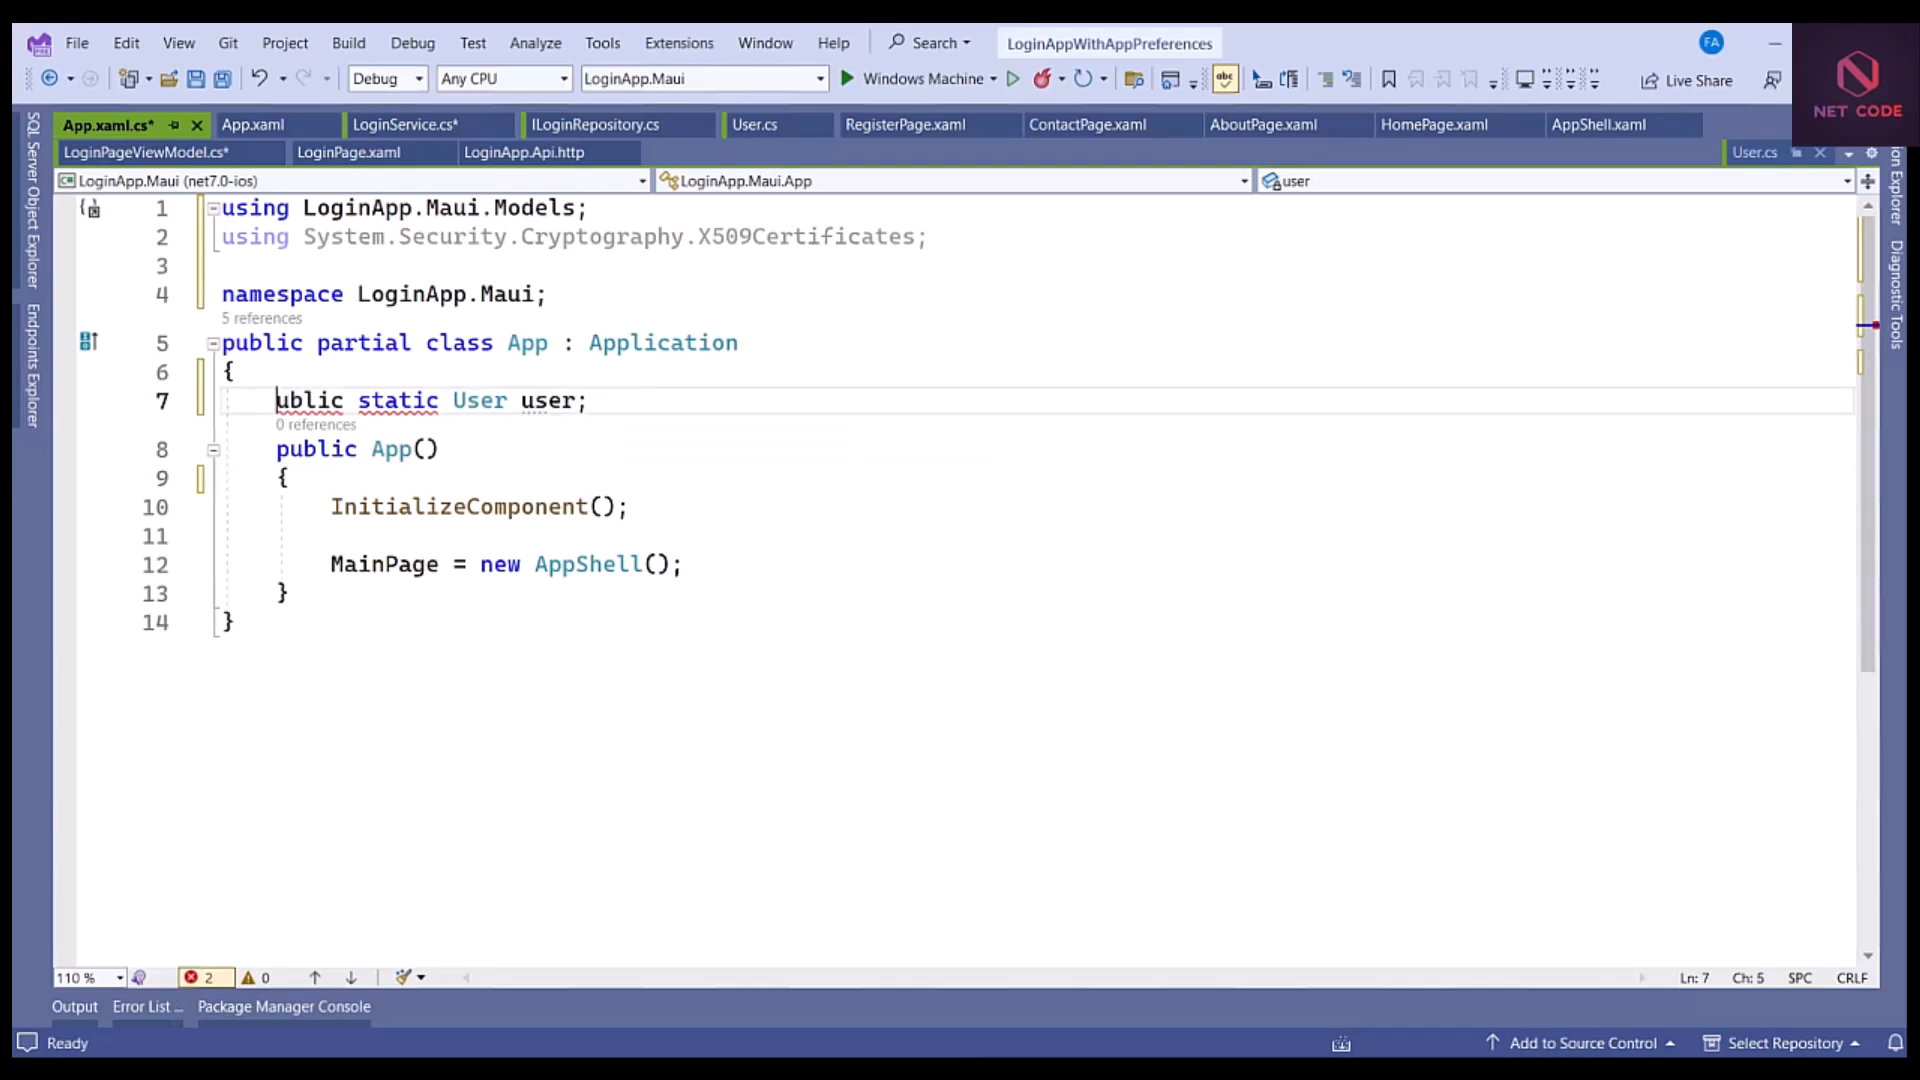 File Edit View Git Project Build Debug Test Analyze Tools Extensions Window Help Search LoginAppWithAppPreferences FA
Debug Any CPU LoginApp.Maui Windows Machine abc Live Share
NET CODE
App.xaml.cs* App.xaml LoginService.cs* ILoginRepository.cs User.cs RegisterPage.xaml ContactPage.xaml AboutPage.xaml HomePage.xaml AppShell.xaml
LoginPageViewModel.cs* LoginPage.xaml LoginApp.Api.http User.cs
LoginApp.Maui (net7.0-ios) LoginApp.Maui.App user
SQL Server Object Explorer
Endpoints Explorer
ion Explorer
Diagnostic Tools
1 using LoginApp.Maui.Models;
2 using System.Security.Cryptography.X509Certificates;
3
4 namespace LoginApp.Maui;
5 references
5 public partial class App : Application
6 {
7 ublic static User user;
0 references
8 public App()
9 {
10 InitializeComponent();
11
12 MainPage = new AppShell();
13 }
14 }
110 % 2 0 Ln: 7 Ch: 5 SPC CRLF
Output Error List ... Package Manager Console
Ready Add to Source Control Select Repository